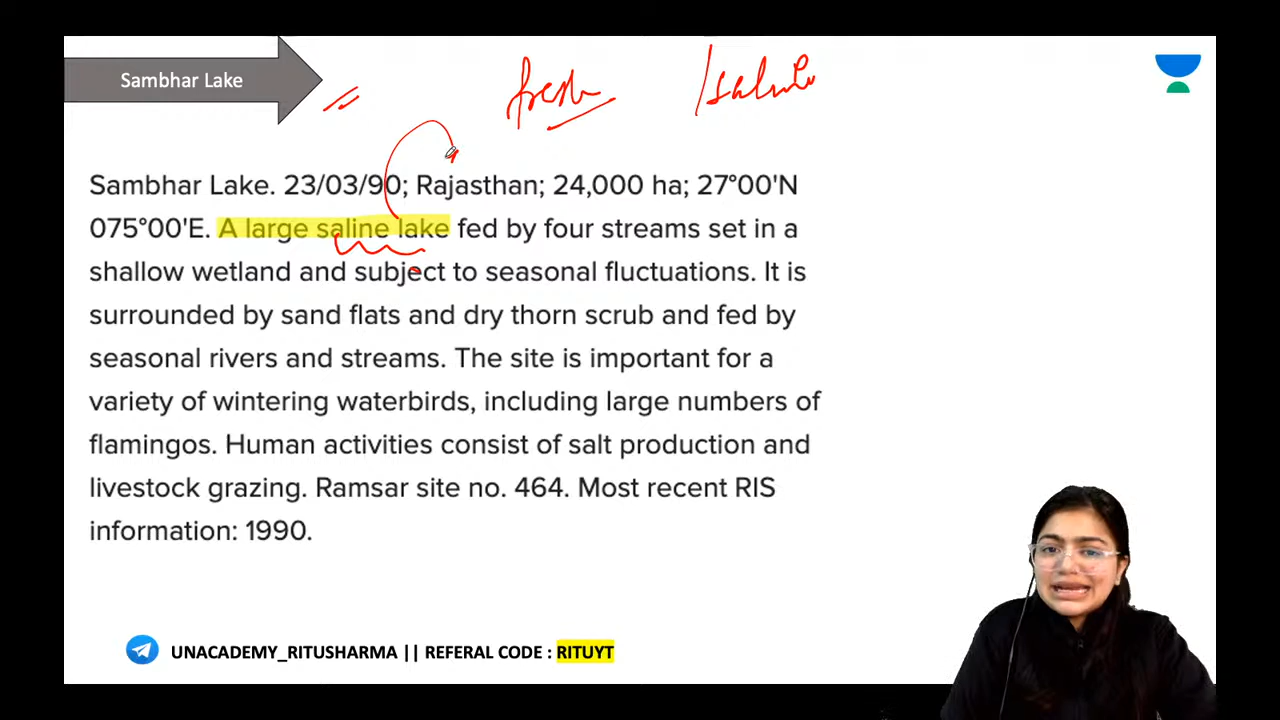 Sambhar Lake
fresh
Sambhar Lake. 23/03/90; Rajasthan; 24,000 ha; 27°00'N
075°00'E. A large saline lake fed by four streams set in a
shallow wetland and subject to seasonal fluctuations. It is
surrounded by sand flats and dry thorn scrub and fed by
seasonal rivers and streams. The site is important for a
variety of wintering waterbirds, including large numbers of
flamingos. Human activities consist of salt production and
livestock grazing. Ramsar site no. 464. Most recent RIS
information: 1990.
UNACADEMY_RITUSHARMA || REFERAL CODE : RITUYT